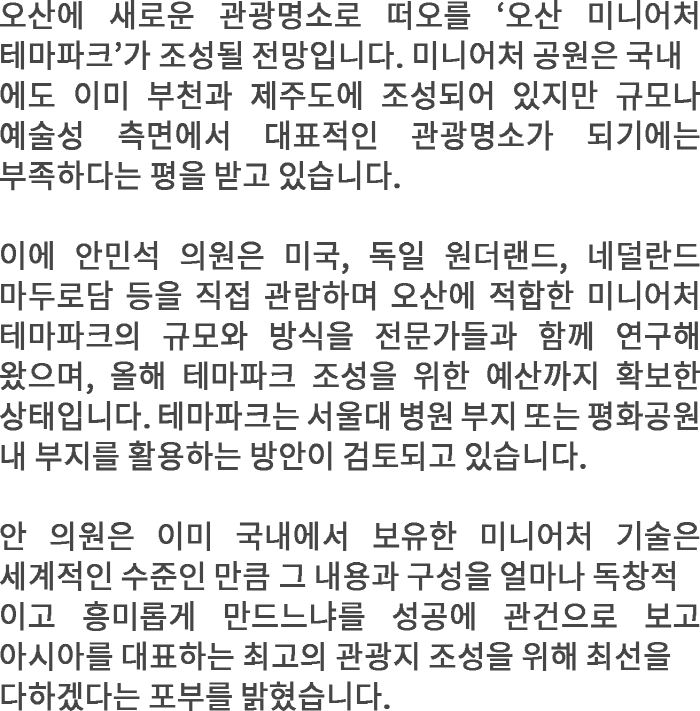 오산에 새로운 관광명소로 떠오를 ‘오산 미니어처
테마파크’가 조성될 전망입니다. 미니어처 공원은 국내
에도 이미 부천과 제주도에 조성되어 있지만 규모나
예술성 측면에서 대표적인 관광명소가 되기에는
부족하다는 평을 받고 있습니다.
이에 안민석 의원은 미국, 독일 원더랜드, 네덜란드
마두로담 등을 직접 관람하며 오산에 적합한 미니어처
테마파크의 규모와 방식을 전문가들과 함께 연구해
왔으며, 올해 테마파크 조성을 위한 예산까지 확보한
상태입니다. 테마파크는 서울대 병원 부지 또는 평화공원
내 부지를 활용하는 방안이 검토되고 있습니다.
안 의원은 이미 국내에서 보유한 미니어처 기술은
세계적인 수준인 만큼 그 내용과 구성을 얼마나 독창적
이고 흥미롭게 만드느냐를 성공에 관건으로 보고
아시아를 대표하는 최고의 관광지 조성을 위해 최선을
다하겠다는 포부를 밝혔습니다.